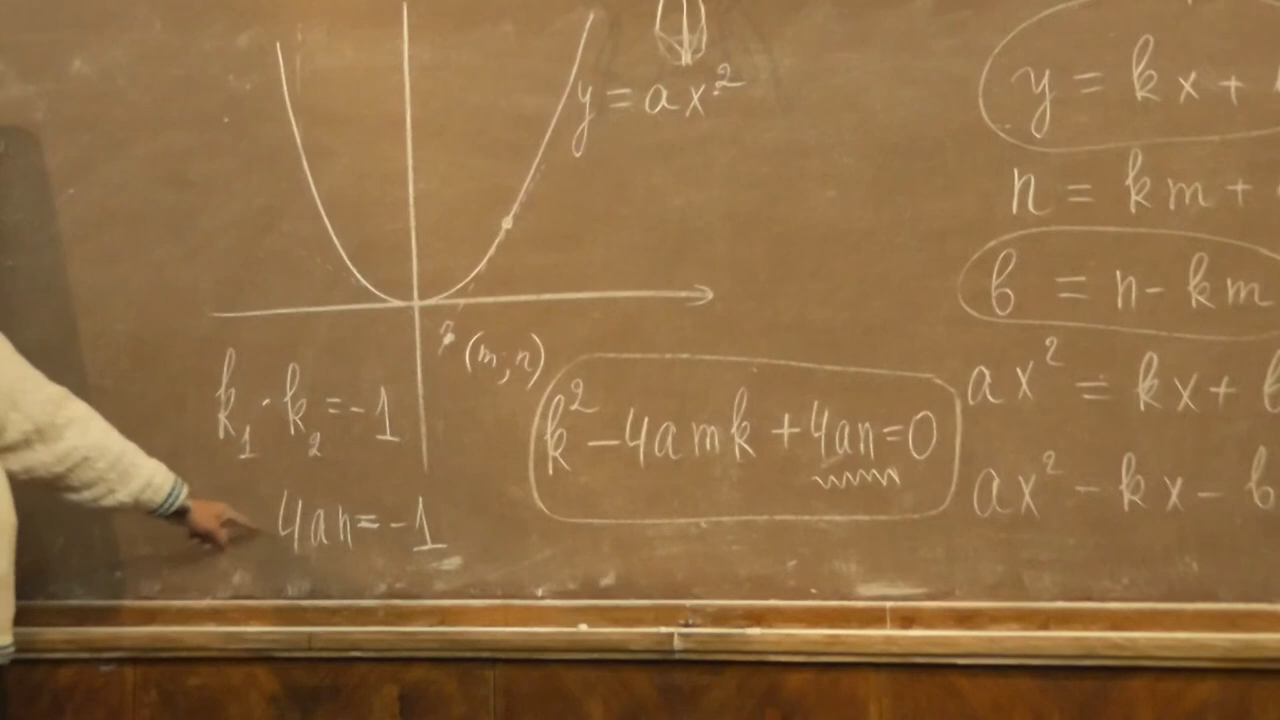 y = ax²
(m; n)
k₁ · k₂ = -1
4an = -1
k² - 4amk + 4an = 0
y = kx +
n = km +
b = n - km
ax² = kx + b
ax² - kx - b